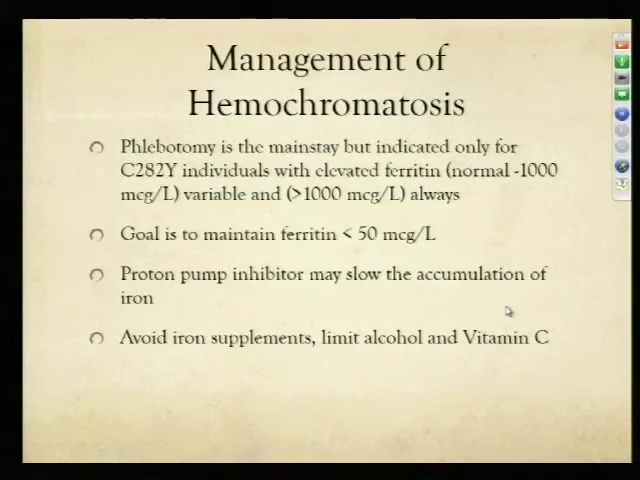 Management of
Hemochromatosis
Phlebotomy is the mainstay but indicated only for
C282Y individuals with elevated ferritin (normal -1000
mcg/L) variable and (>1000 mcg/L) always
Goal is to maintain ferritin < 50 mcg/L
Proton pump inhibitor may slow the accumulation of
iron
Avoid iron supplements, limit alcohol and Vitamin C